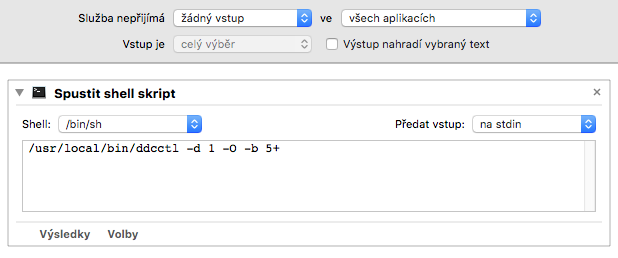 Služba nepřijímá žádný vstup ve všech aplikacích
Vstup je celý výběr Výstup nahradí vybraný text
Spustit shell skript
Shell: /bin/sh Předat vstup: na stdin
/usr/local/bin/ddcctl -d 1 -O -b 5+
Výsledky Volby